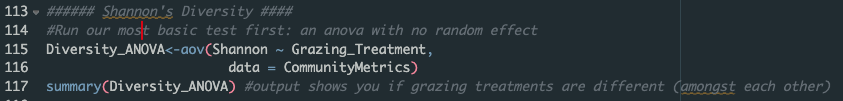 113 ###### Shannon's Diversity ####
114 #Run our most basic test first: an anova with no random effect
115 Diversity_ANOVA<-aov(Shannon ~ Grazing_Treatment,
116 data = CommunityMetrics)
117 summary(Diversity_ANOVA) #output shows you if grazing treatments are different (amongst each other)